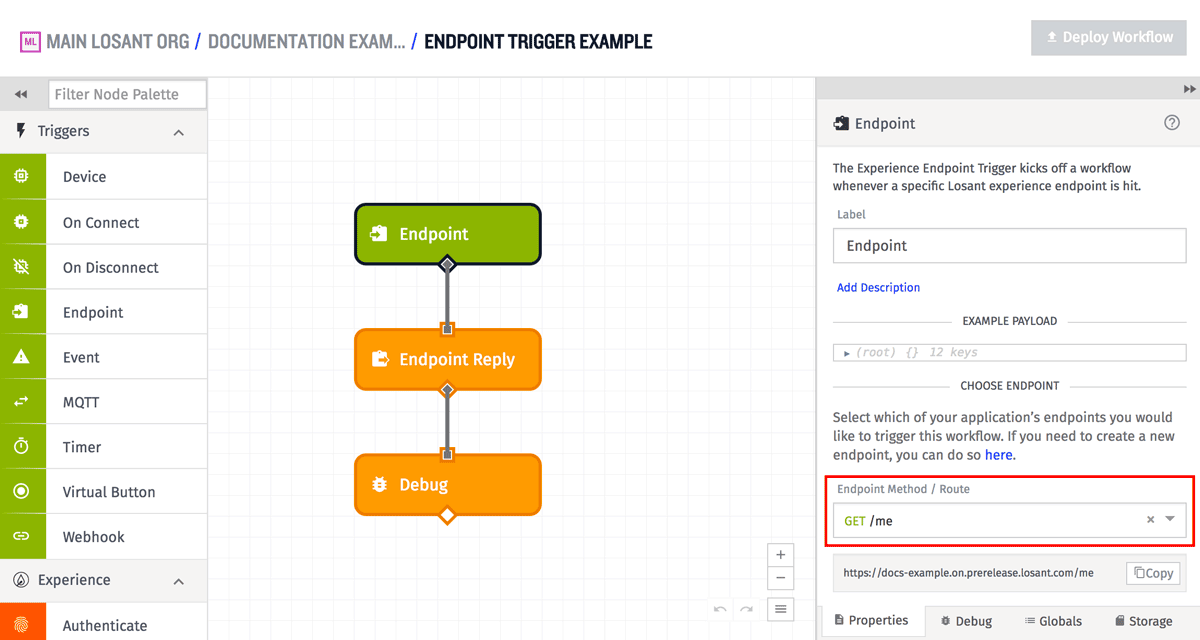 ML MAIN LOSANT ORG / DOCUMENTATION EXAM... / ENDPOINT TRIGGER EXAMPLE
Deploy Workflow
Filter Node Palette
Triggers
Device
On Connect
On Disconnect
Endpoint
Event
MQTT
Timer
Virtual Button
Webhook
Experience
Authenticate
Endpoint
Endpoint Reply
Debug
Endpoint
The Experience Endpoint Trigger kicks off a workflow
whenever a specific Losant experience endpoint is hit.
Label
Endpoint
Add Description
EXAMPLE PAYLOAD
(root) {} 12 keys
CHOOSE ENDPOINT
Select which of your application's endpoints you would
like to trigger this workflow. If you need to create a new
endpoint, you can do so here.
Endpoint Method / Route
GET /me
https://docs-example.on.prerelease.losant.com/me
Copy
Properties
Debug
Globals
Storage